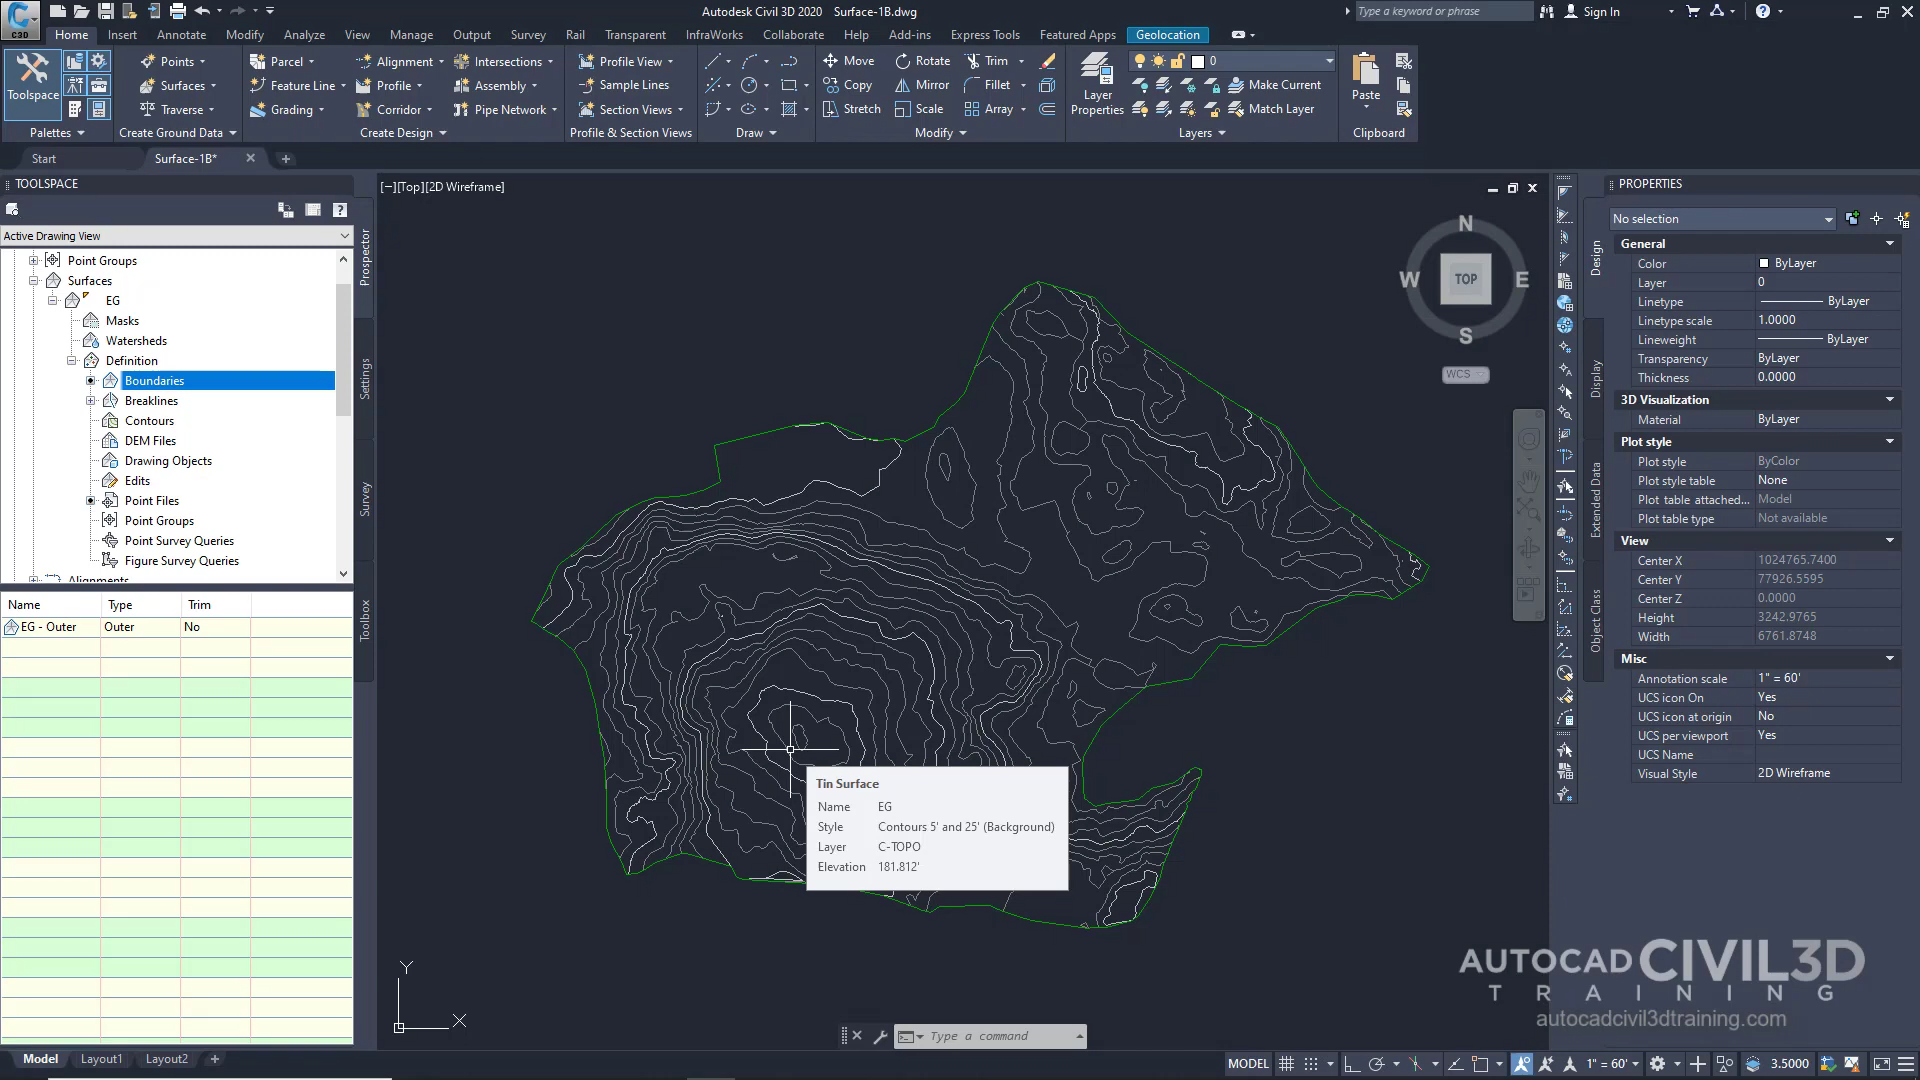 C3D
Autodesk Civil 3D 2020 Surface-1B.dwg
Type a keyword or phrase
Sign In
Home Insert Annotate Modify Analyze View Manage Output Survey Rail Transparent InfraWorks Collaborate Help Add-ins Express Tools Featured Apps Geolocation
Toolspace
Palettes
Points
Surfaces
Traverse
Create Ground Data
Parcel
Feature Line
Grading
Alignment
Profile
Corridor
Intersections
Assembly
Pipe Network
Create Design
Profile View
Sample Lines
Section Views
Profile & Section Views
Draw
Move
Copy
Stretch
Rotate
Mirror
Scale
Trim
Fillet
Array
Modify
Layer
Properties
0
Make Current
Match Layer
Layers
Paste
Clipboard
Start
Surface-1B*
TOOLSPACE
Active Drawing View
Point Groups
Surfaces
EG
Masks
Watersheds
Definition
Boundaries
Breaklines
Contours
DEM Files
Drawing Objects
Edits
Point Files
Point Groups
Point Survey Queries
Figure Survey Queries
Alignments
Name Type Trim
EG - Outer Outer No
Prospector
Settings
Survey
Toolbox
[−][Top][2D Wireframe]
N
W TOP E
S
WCS
Tin Surface
Name EG
Style Contours 5' and 25' (Background)
Layer C-TOPO
Elevation 181.812'
Y
X
Type a command
PROPERTIES
No selection
Design
Display
Extended Data
Object Class
General
Color ByLayer
Layer 0
Linetype ByLayer
Linetype scale 1.0000
Lineweight ByLayer
Transparency ByLayer
Thickness 0.0000
3D Visualization
Material ByLayer
Plot style
Plot style ByColor
Plot style table None
Plot table attached... Model
Plot table type Not available
View
Center X 1024765.7400
Center Y 77926.5595
Center Z 0.0000
Height 3242.9765
Width 6761.8748
Misc
Annotation scale 1" = 60'
UCS icon On Yes
UCS icon at origin No
UCS per viewport Yes
UCS Name
Visual Style 2D Wireframe
AUTOCAD CIVIL3D
TRAINING
autocadcivil3dtraining.com
Model Layout1 Layout2
MODEL 1" = 60' 3.5000